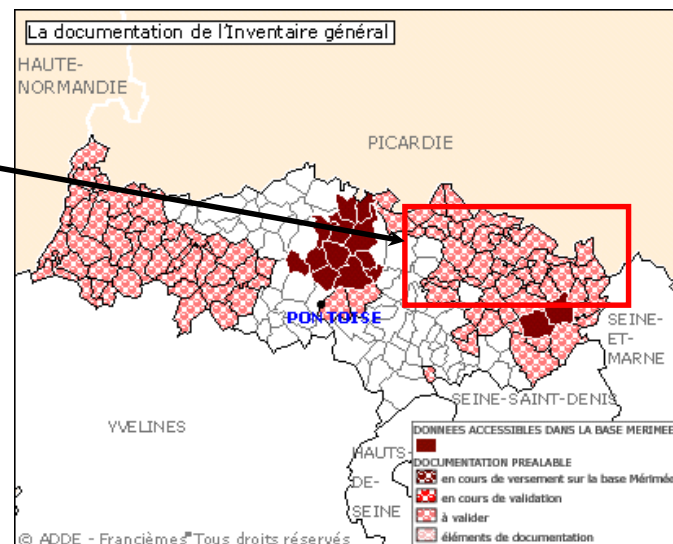 La documentation de l'Inventaire général
HAUTE-
NORMANDIE
PICARDIE
PONTOISE
SEINE-
ET-
MARNE
SEINE-SAINT-DENIS
YVELINES
HAUTS-
DE-
SEINE
DONNEES ACCESSIBLES DANS LA BASE MERIMEE
DOCUMENTATION PREALABLE
en cours de versement sur la base Mérimée
en cours de validation
à valider
éléments de documentation
© ADDE - Francièmes Tous droits réservés